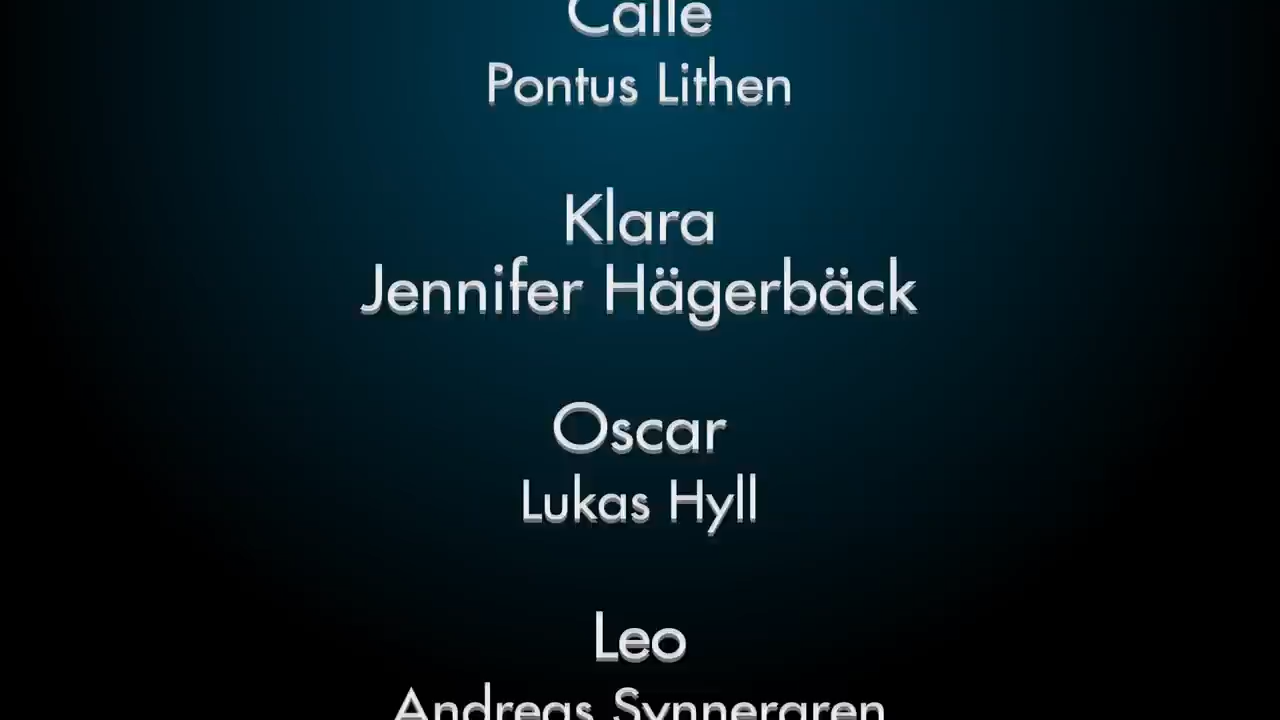 Calle
Pontus Lithen
Klara
Jennifer Hägerbäck
Oscar
Lukas Hyll
Leo
Andreas